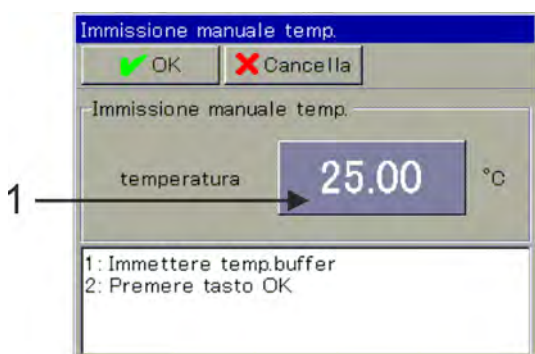 Immissione manuale temp.
OK Cancella
Immissione manuale temp.
temperatura 25.00 °C
1
1: Immettere temp.buffer
2: Premere tasto OK